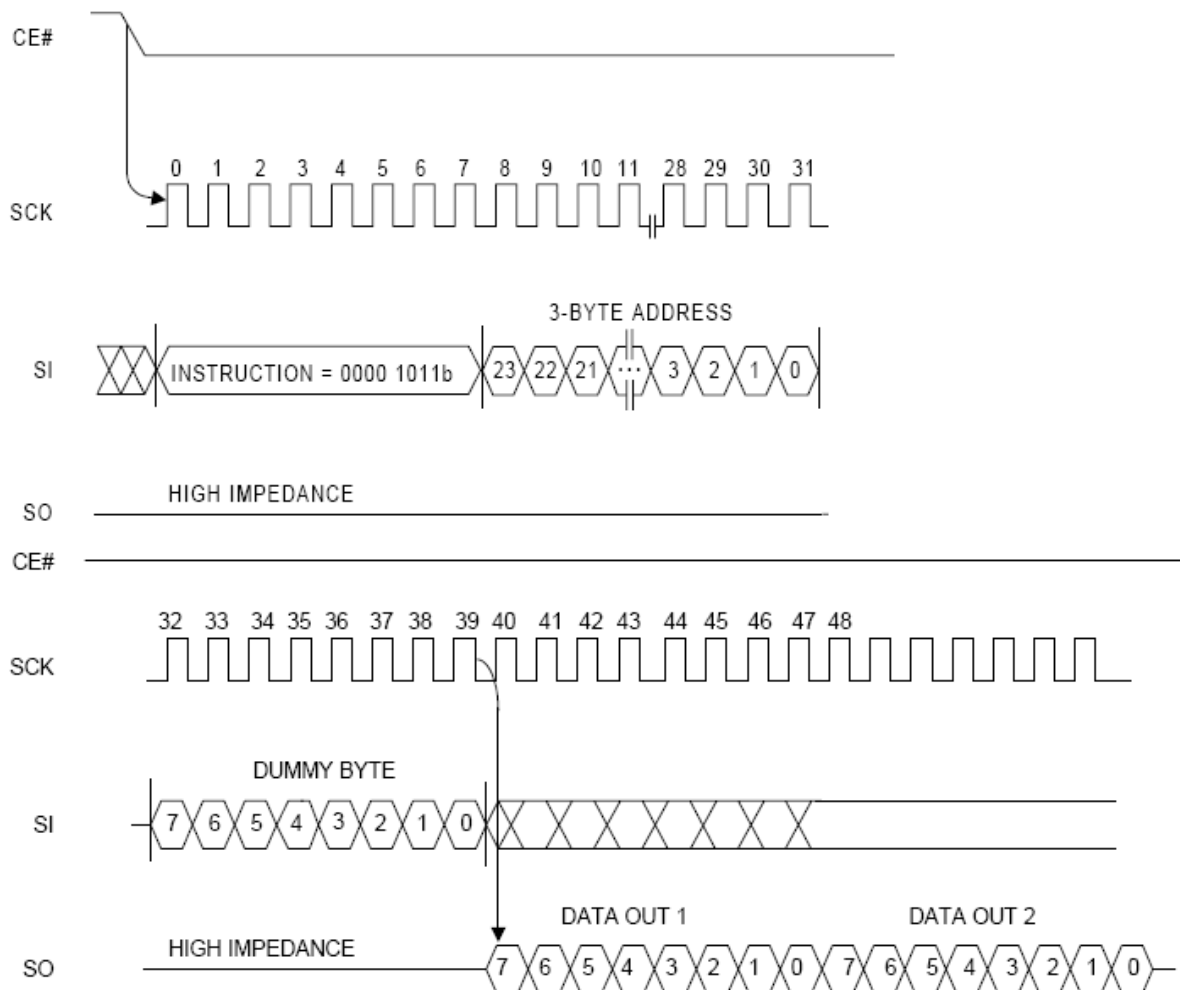 CE#
0 1 2 3 4 5 6 7 8 9 10 11 28 29 30 31
SCK
3-BYTE ADDRESS
SI INSTRUCTION = 0000 1011b 23 22 21 ... 3 2 1 0
HIGH IMPEDANCE
SO
CE#
32 33 34 35 36 37 38 39 40 41 42 43 44 45 46 47 48
SCK
DUMMY BYTE
SI 7 6 5 4 3 2 1 0
DATA OUT 1 DATA OUT 2
HIGH IMPEDANCE
SO 7 6 5 4 3 2 1 0 7 6 5 4 3 2 1 0